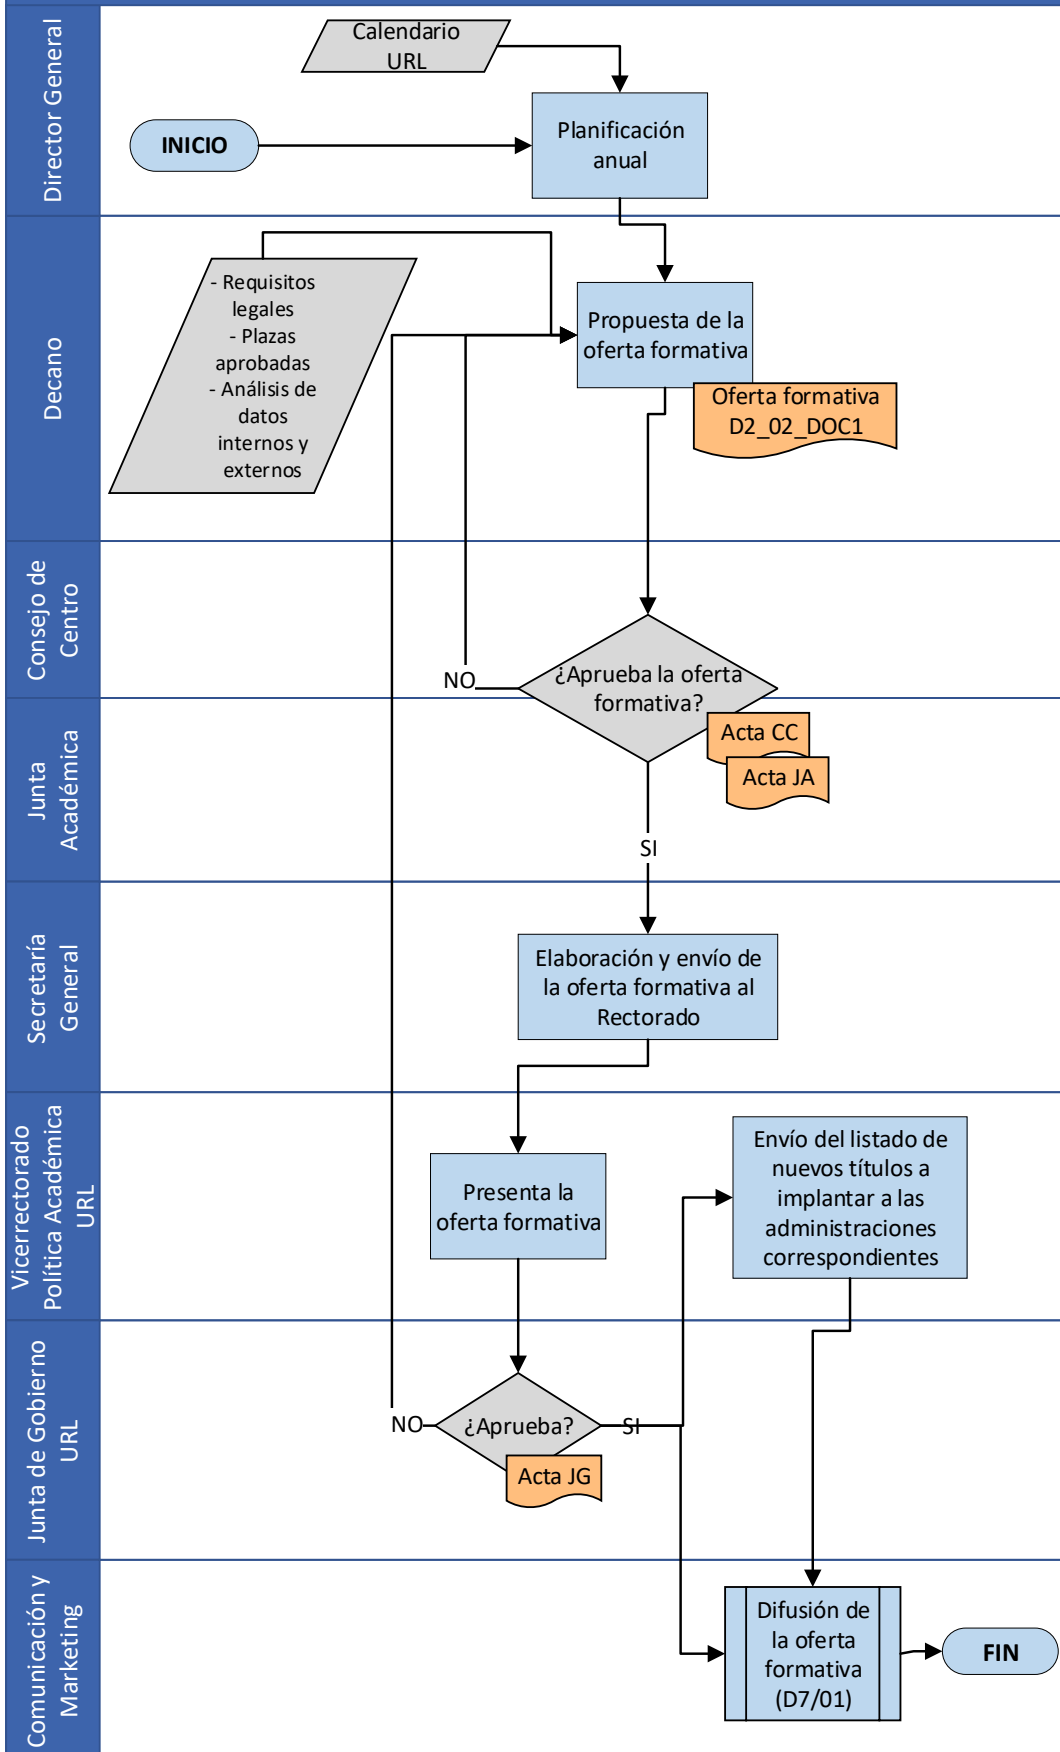 Director General
Calendario
URL
INICIO
Planificación
anual
Decano
- Requisitos
legales
- Plazas
aprobadas
- Análisis de
datos
internos y
externos
Propuesta de la
oferta formativa
Oferta formativa
D2_02_DOC1
Consejo de
Centro
¿Aprueba la oferta
formativa?
NO
Junta
Académica
Acta CC
Acta JA
SI
Secretaría
General
Elaboración y envío de
la oferta formativa al
Rectorado
Vicerrectorado
Política Académica
URL
Presenta la
oferta formativa
Envío del listado de
nuevos títulos a
implantar a las
administraciones
correspondientes
Junta de Gobierno
URL
NO
¿Aprueba?
SI
Acta JG
Comunicación y
Marketing
Difusión de
la oferta
formativa
(D7/01)
FIN